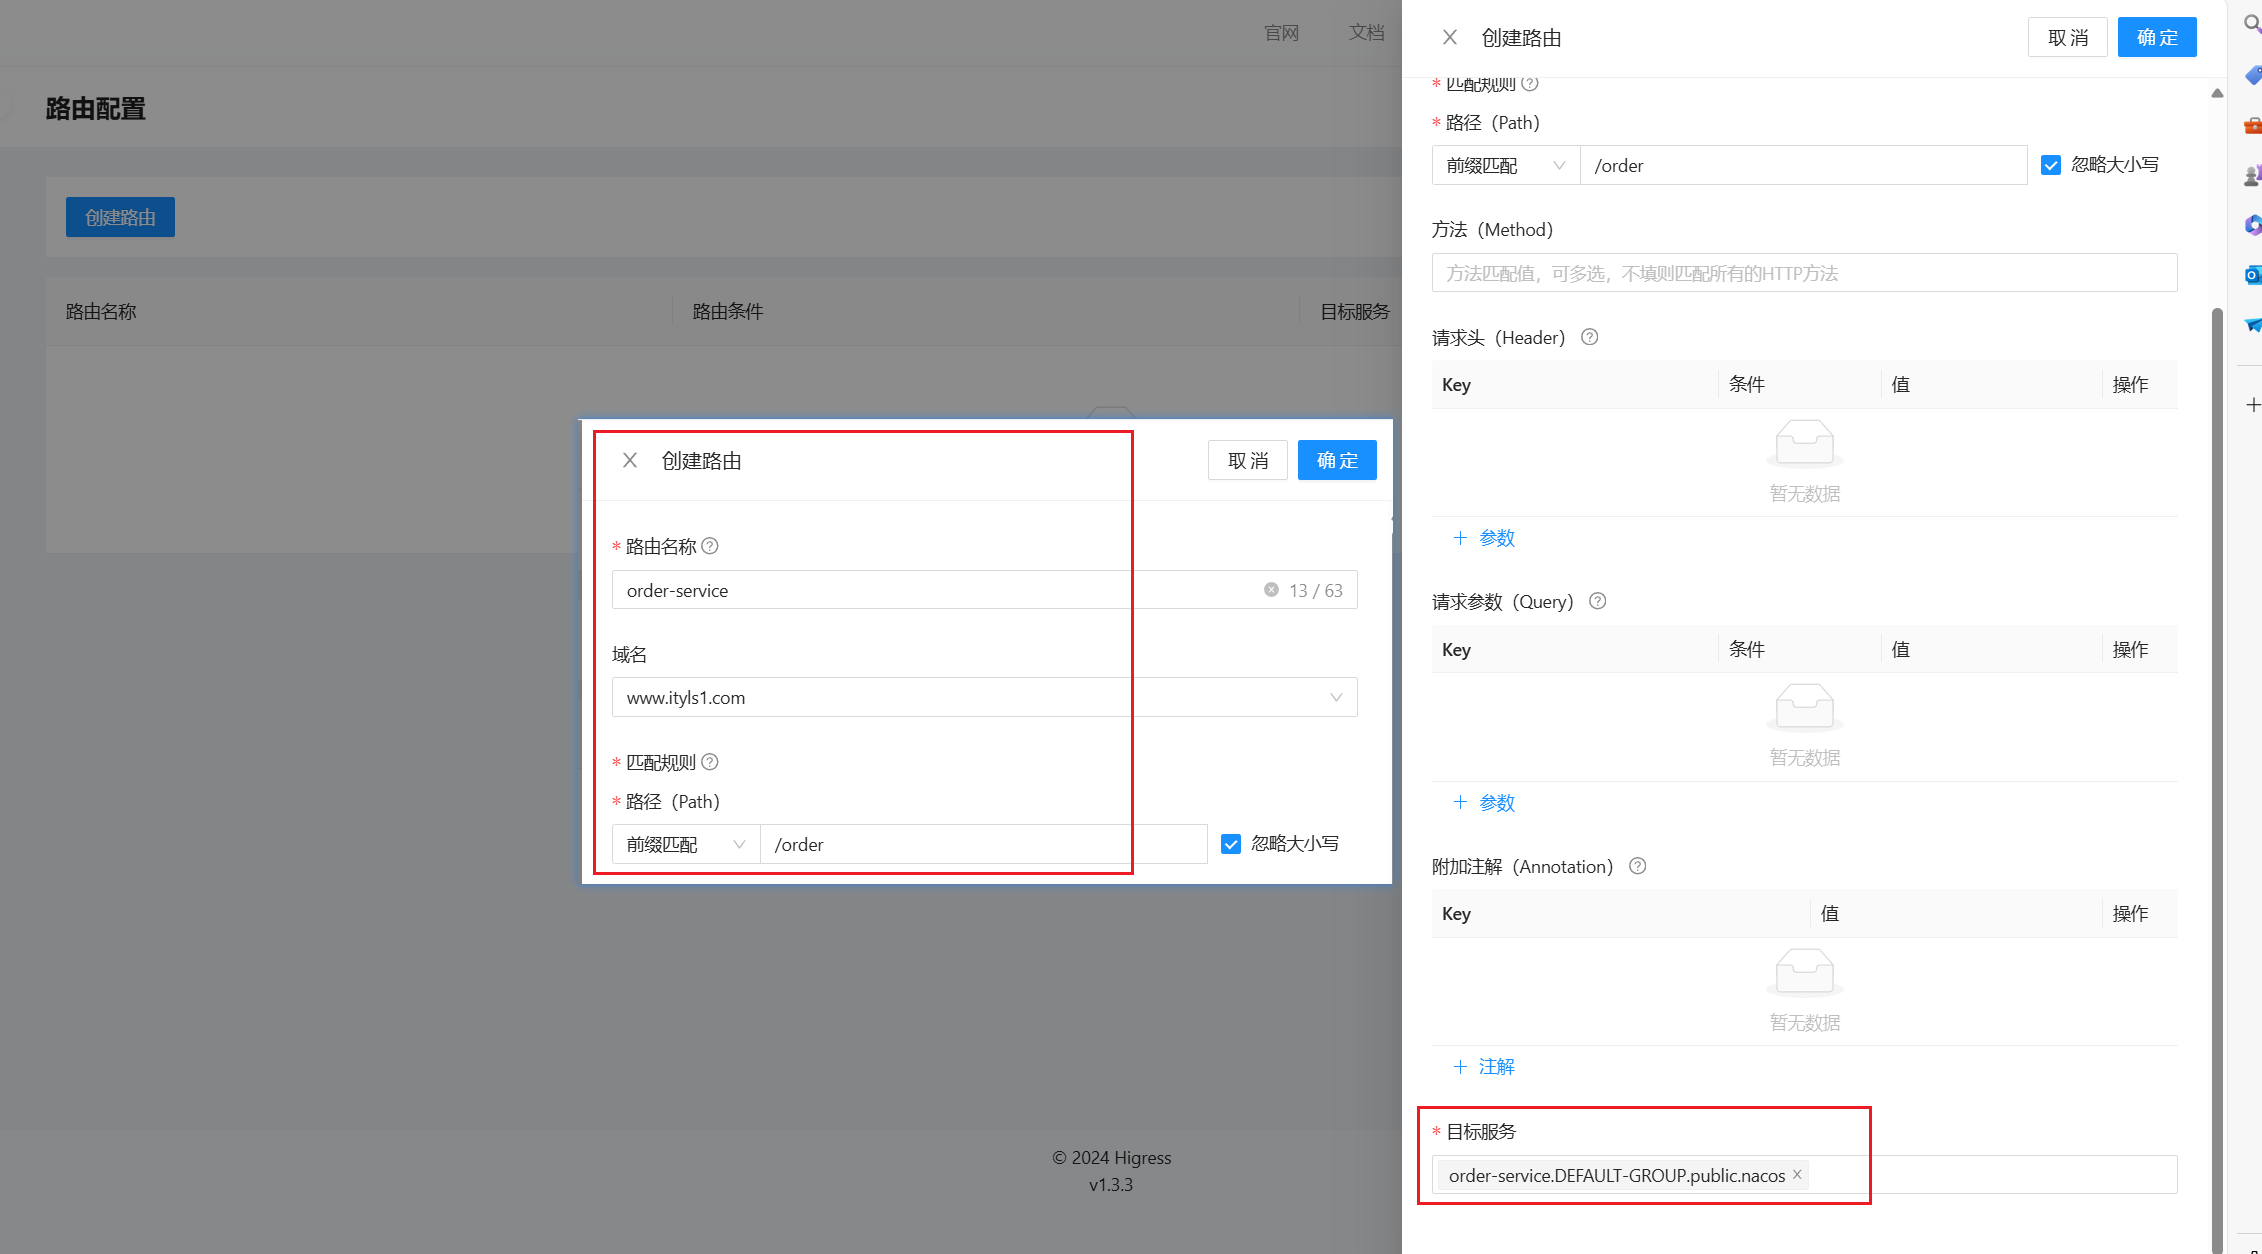 官网 文档
路由配置
创建路由
路由名称 路由条件 目标服务
创建路由 取 消 确 定
* 路由名称
order-service 13 / 63
域名
www.ityls1.com
* 匹配规则
* 路径（Path）
前缀匹配 /order 忽略大小写
© 2024 Higress
v1.3.3
创建路由 取 消 确 定
* 匹配规则
* 路径（Path）
前缀匹配 /order 忽略大小写
方法（Method）
方法匹配值，可多选，不填则匹配所有的HTTP方法
请求头（Header）
Key 条件 值 操作
暂无数据
+ 参数
请求参数（Query）
Key 条件 值 操作
暂无数据
+ 参数
附加注解（Annotation）
Key 值 操作
暂无数据
+ 注解
* 目标服务
order-service.DEFAULT-GROUP.public.nacos